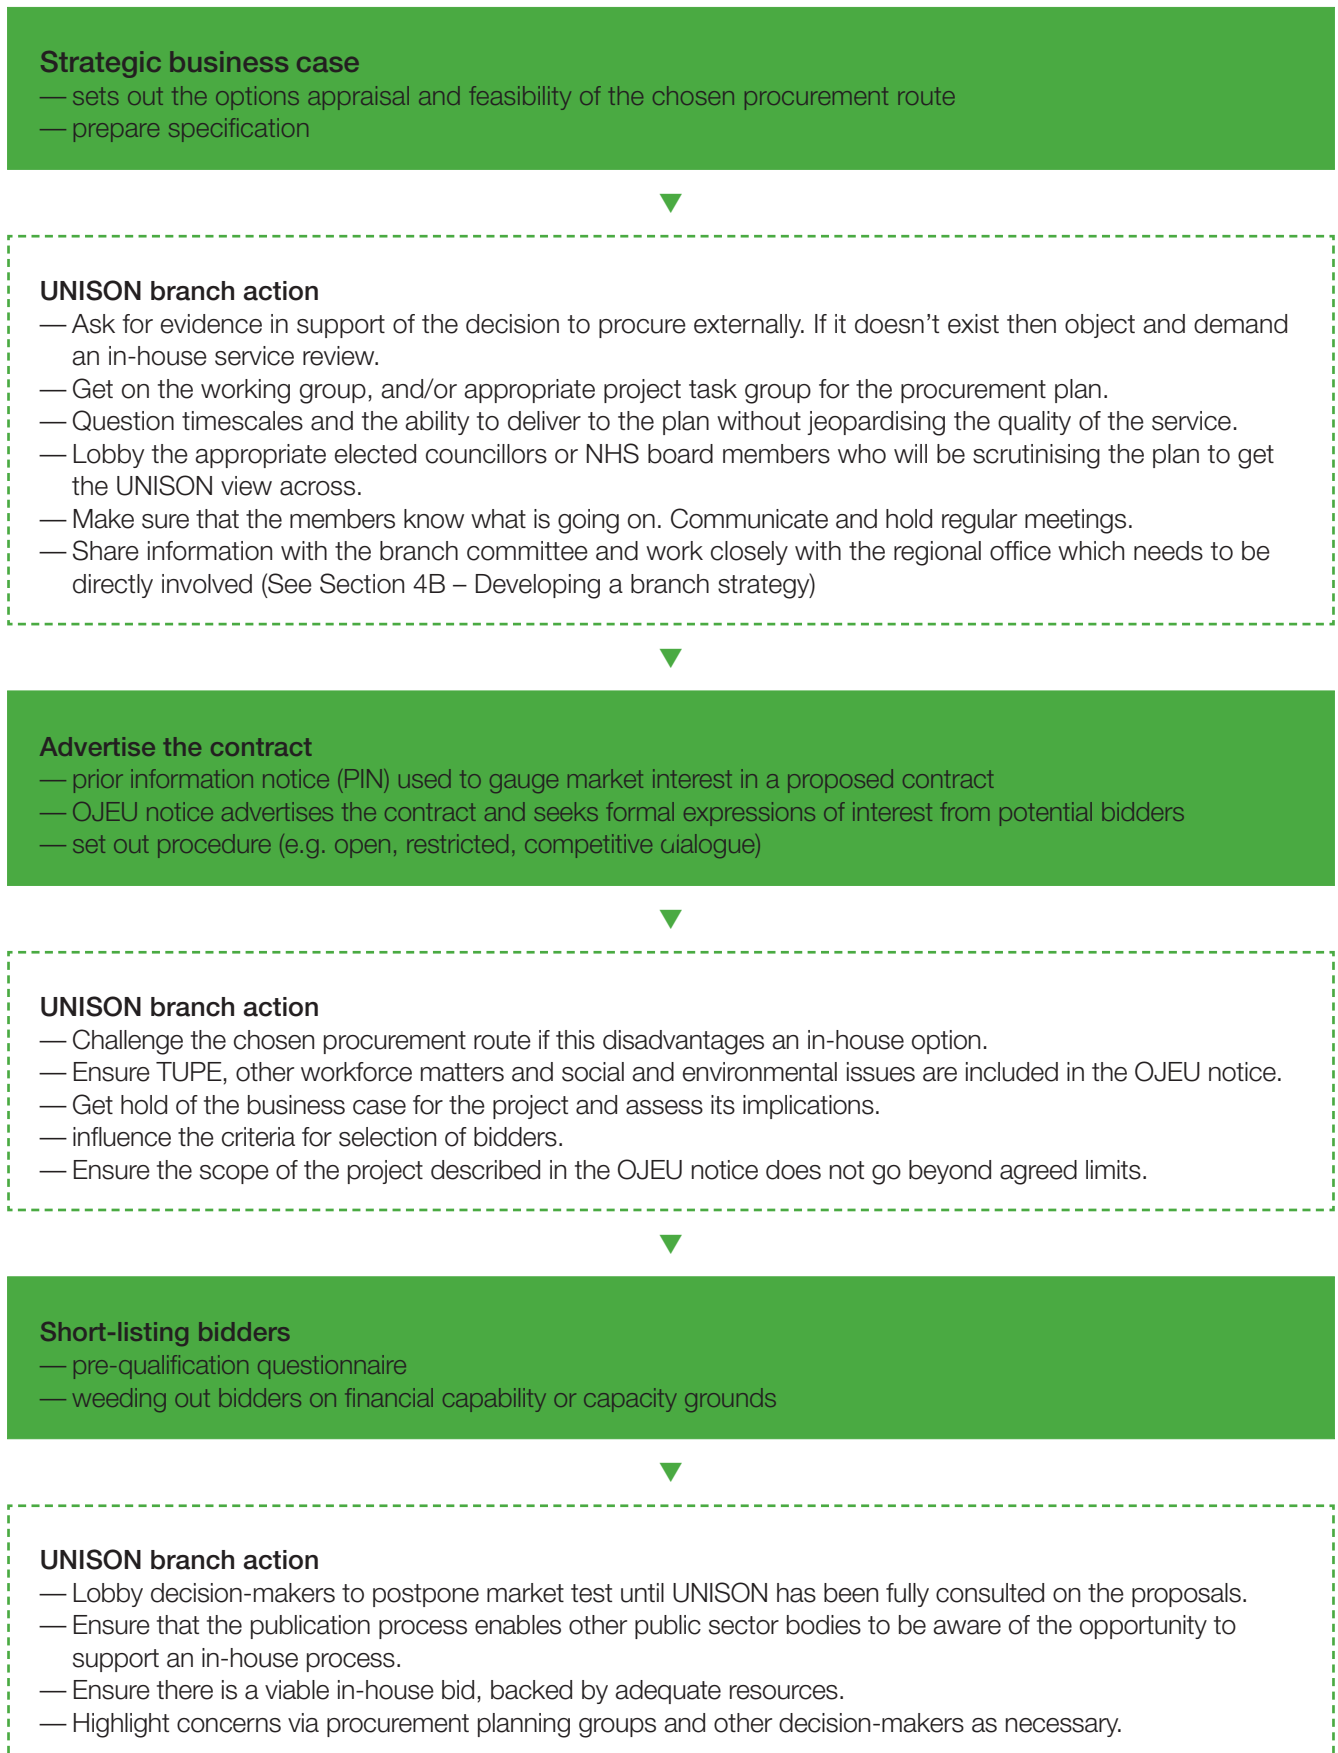 Strategic business case
— sets out the options appraisal and feasibility of the chosen procurement route
— prepare specification
UNISON branch action
— Ask for evidence in support of the decision to procure externally. If it doesn’t exist then object and demand
an in-house service review.
— Get on the working group, and/or appropriate project task group for the procurement plan.
— Question timescales and the ability to deliver to the plan without jeopardising the quality of the service.
— Lobby the appropriate elected councillors or NHS board members who will be scrutinising the plan to get
the UNISON view across.
— Make sure that the members know what is going on. Communicate and hold regular meetings.
— Share information with the branch committee and work closely with the regional office which needs to be
directly involved (See Section 4B – Developing a branch strategy)
Advertise the contract
— prior information notice (PIN) used to gauge market interest in a proposed contract
— OJEU notice advertises the contract and seeks formal expressions of interest from potential bidders
— set out procedure (e.g. open, restricted, competitive dialogue)
UNISON branch action
— Challenge the chosen procurement route if this disadvantages an in-house option.
— Ensure TUPE, other workforce matters and social and environmental issues are included in the OJEU notice.
— Get hold of the business case for the project and assess its implications.
— influence the criteria for selection of bidders.
— Ensure the scope of the project described in the OJEU notice does not go beyond agreed limits.
Short-listing bidders
— pre-qualification questionnaire
— weeding out bidders on financial capability or capacity grounds
UNISON branch action
— Lobby decision-makers to postpone market test until UNISON has been fully consulted on the proposals.
— Ensure that the publication process enables other public sector bodies to be aware of the opportunity to
support an in-house process.
— Ensure there is a viable in-house bid, backed by adequate resources.
— Highlight concerns via procurement planning groups and other decision-makers as necessary.